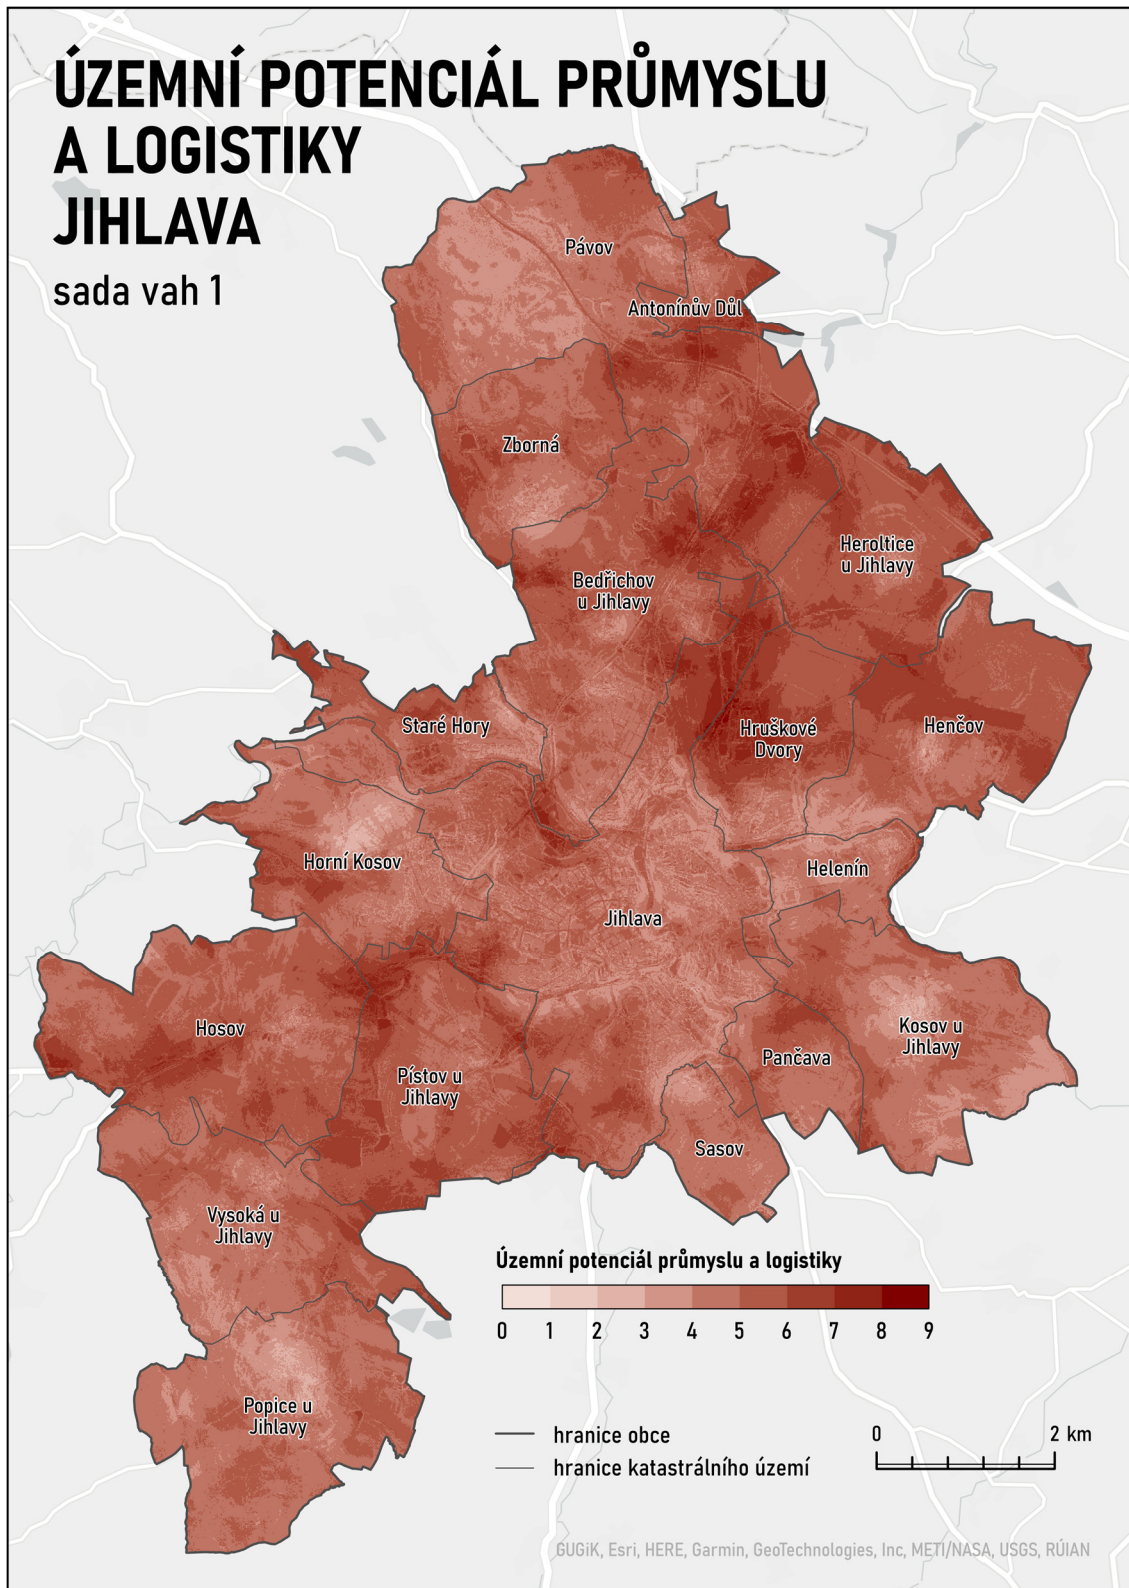 ÚZEMNÍ POTENCIÁL PRŮMYSLU
A LOGISTIKY
JIHLAVA
sada vah 1
Pávov
Antonínův Důl
Zborná
Heroltice
u Jihlavy
Bedřichov
u Jihlavy
Staré Hory
Hruškové
Dvory
Henčov
Horní Kosov
Helenín
Jihlava
Hosov
Kosov u
Jihlavy
Pančava
Pístov u
Jihlavy
Sasov
Vysoká u
Jihlavy
Popice u
Jihlavy
Územní potenciál průmyslu a logistiky
0 1 2 3 4 5 6 7 8 9
hranice obce
hranice katastrálního území
0 2 km
GUGiK, Esri, HERE, Garmin, GeoTechnologies, Inc, METI/NASA, USGS, RÚIAN